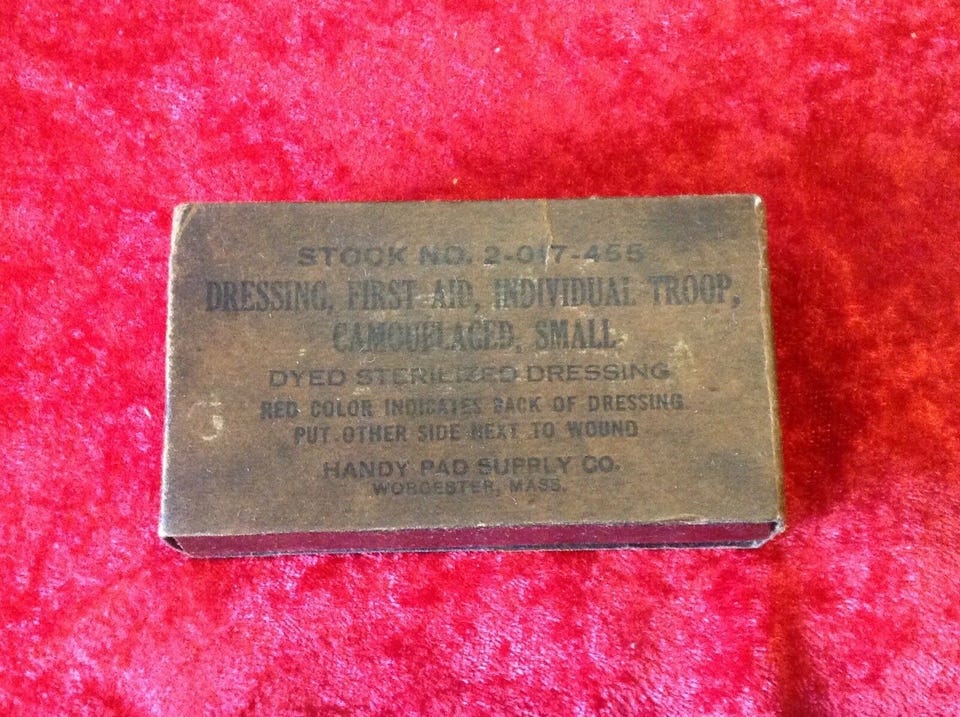 STOCK NO. 2-017-455
DRESSING, FIRST AID, INDIVIDUAL TROOP,
CAMOUFLAGED, SMALL
DYED STERILIZED DRESSING
RED COLOR INDICATES BACK OF DRESSING
PUT OTHER SIDE NEXT TO WOUND
HANDY PAD SUPPLY CO.
WORCESTER, MASS.